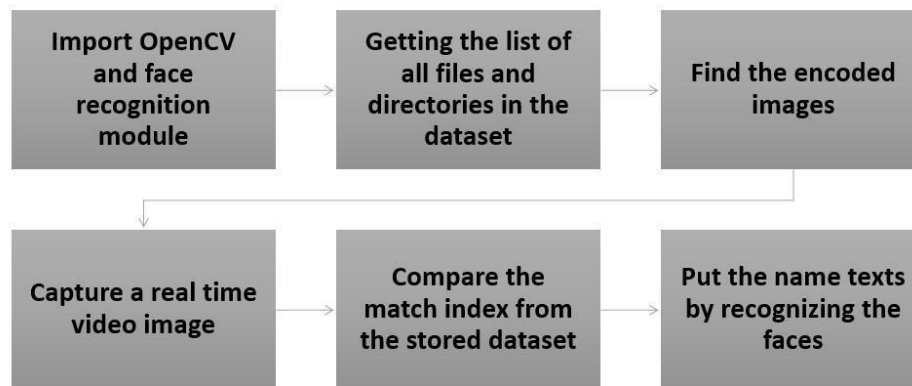 Import OpenCV
and face
recognition
module
Getting the list of
all files and
directories in the
dataset
Find the encoded
images
Capture a real time
video image
Compare the
match index from
the stored dataset
Put the name texts
by recognizing the
faces